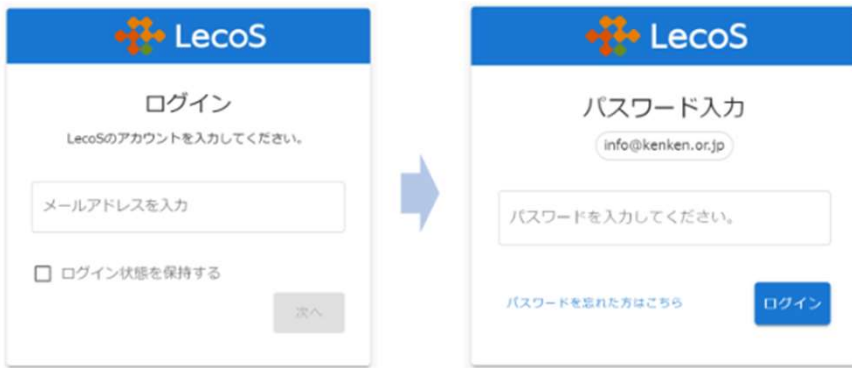 LecoS
ログイン
LecoSのアカウントを入力してください。
メールアドレスを入力
ログイン状態を保持する
次へ
LecoS
パスワード入力
info@kenken.or.jp
パスワードを入力してください。
パスワードを忘れた方はこちら
ログイン